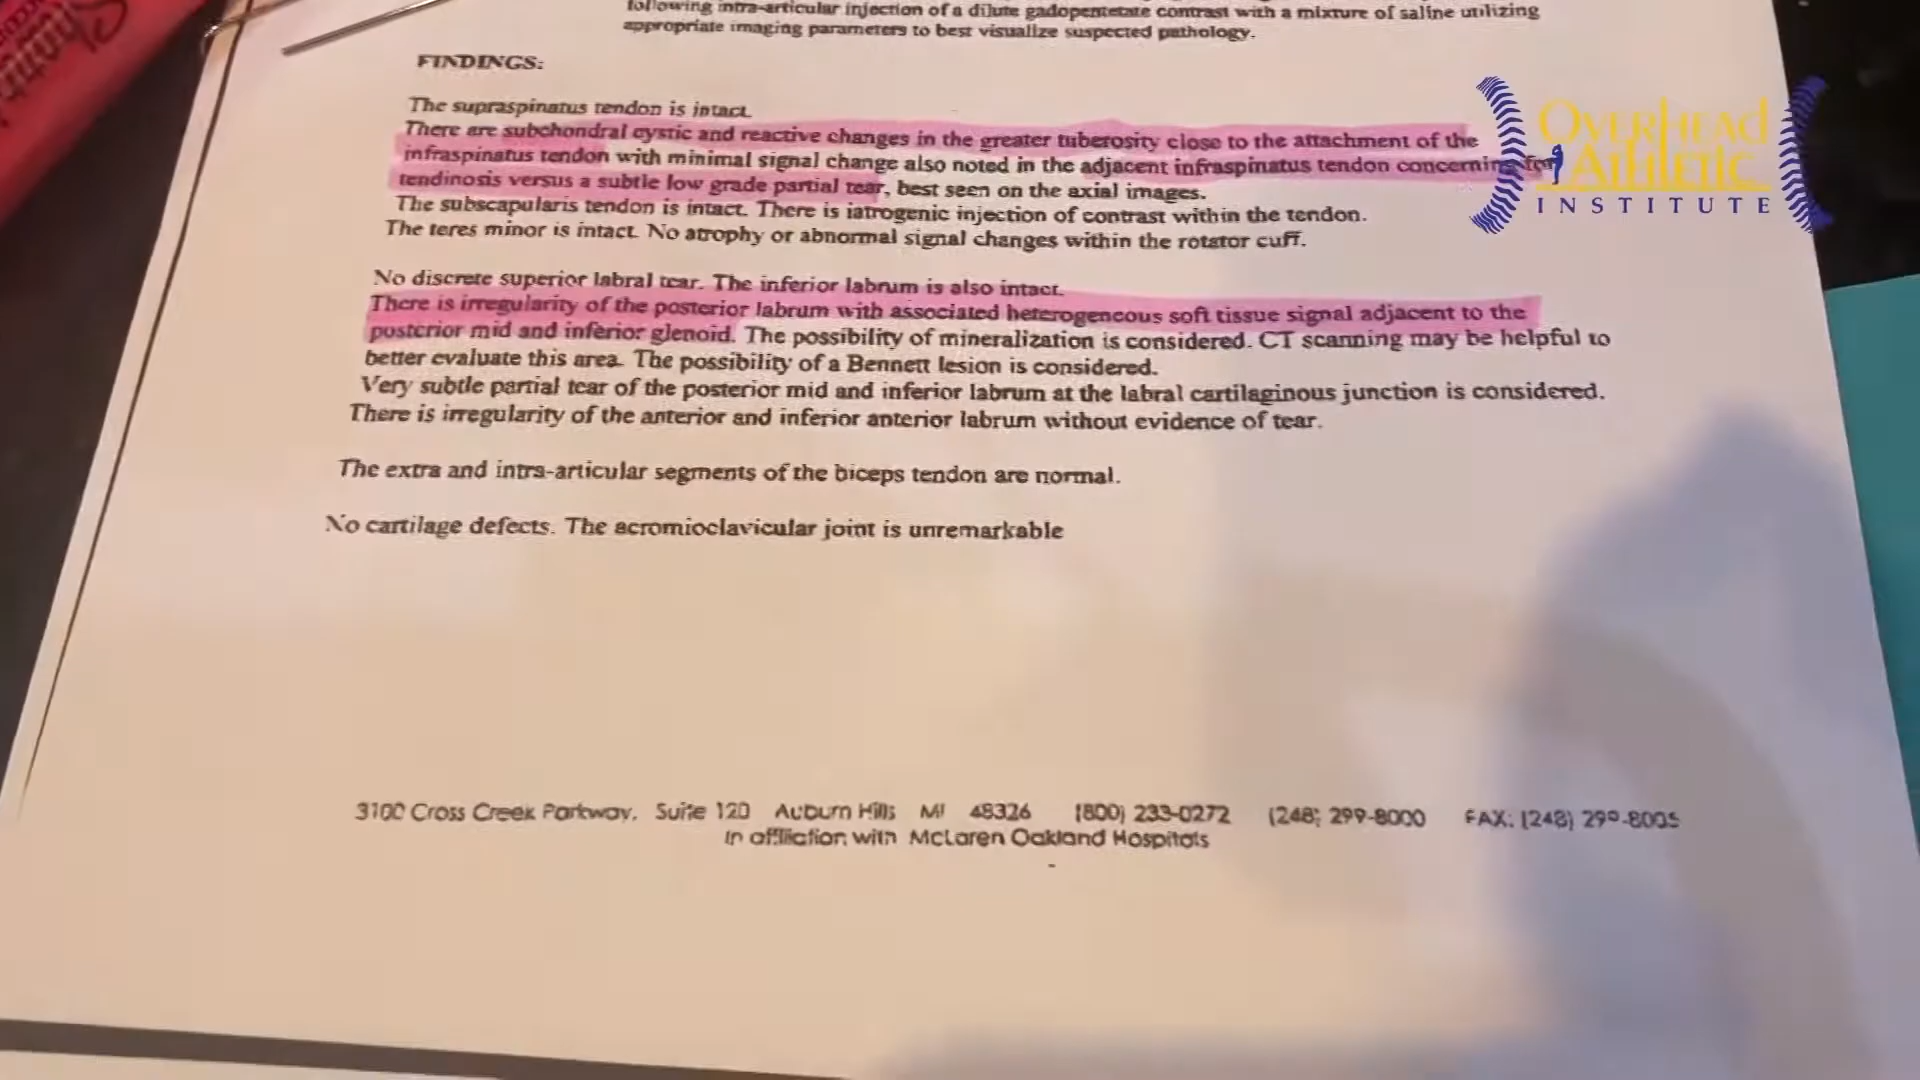 following intra-articular injection of a dilute gadopentetate contrast with a mixture of saline utilizing
appropriate imaging parameters to best visualize suspected pathology.
FINDINGS:
The supraspinatus tendon is intact.
There are subchondral cystic and reactive changes in the greater tuberosity close to the attachment of the
infraspinatus tendon with minimal signal change also noted in the adjacent infraspinatus tendon concerning for
tendinosis versus a subtle low grade partial tear, best seen on the axial images.
The subscapularis tendon is intact. There is iatrogenic injection of contrast within the tendon.
The teres minor is intact. No atrophy or abnormal signal changes within the rotator cuff.
No discrete superior labral tear. The inferior labrum is also intact.
There is irregularity of the posterior labrum with associated heterogeneous soft tissue signal adjacent to the
posterior mid and inferior glenoid. The possibility of mineralization is considered. CT scanning may be helpful to
better evaluate this area. The possibility of a Bennett lesion is considered.
Very subtle partial tear of the posterior mid and inferior labrum at the labral cartilaginous junction is considered.
There is irregularity of the anterior and inferior anterior labrum without evidence of tear.
The extra and intra-articular segments of the biceps tendon are normal.
No cartilage defects. The acromioclavicular joint is unremarkable
3100 Cross Creek Parkway, Suite 120 Auburn Hills MI 48326 (800) 233-0272 (248) 299-8000 FAX: (248) 299-8005
In affiliation with McLaren Oakland Hospitals
OVERHEAD
ATHLETIC
INSTITUTE